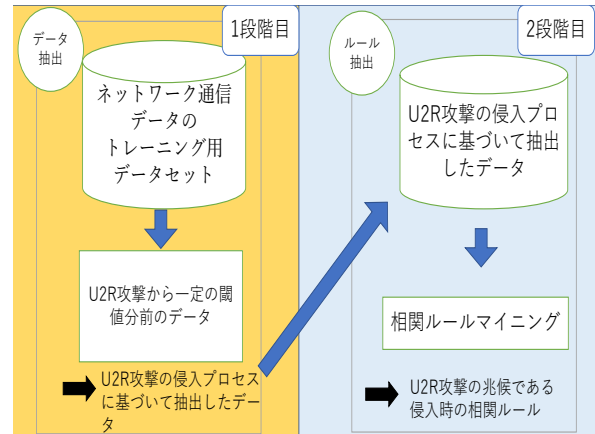 データ
抽出
1段階目
ネットワーク通信
データの
トレーニング用
データセット
U2R攻撃から一定の閾
値分前のデータ
U2R攻撃の侵入プロセス
に基づいて抽出したデー
タ
ルール
抽出
2段階目
U2R攻撃の侵入プロ
セスに基づいて抽出
したデータ
相関ルールマイニング
U2R攻撃の兆候である
侵入時の相関ルール